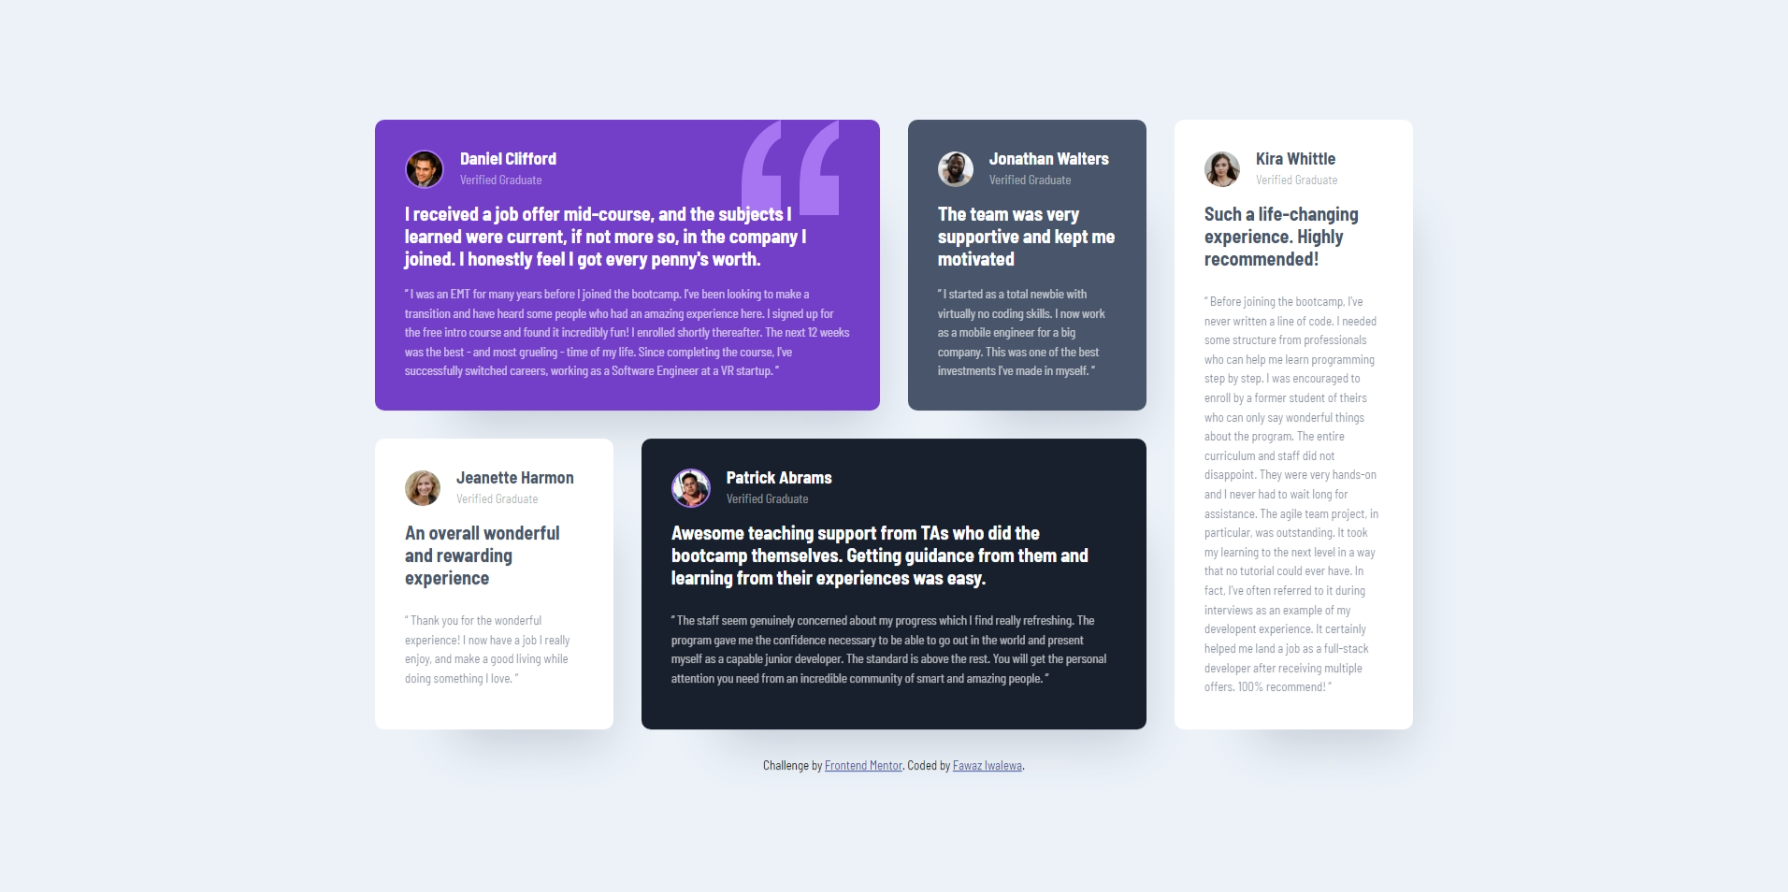 Daniel Clifford
Verified Graduate
I received a job offer mid-course, and the subjects I
learned were current, if not more so, in the company I
joined. I honestly feel I got every penny's worth.
“ I was an EMT for many years before I joined the bootcamp. I've been looking to make a
transition and have heard some people who had an amazing experience here. I signed up for
the free intro course and found it incredibly fun! I enrolled shortly thereafter. The next 12 weeks
was the best - and most grueling - time of my life. Since completing the course, I've
successfully switched careers, working as a Software Engineer at a VR startup. ”
Jonathan Walters
Verified Graduate
The team was very
supportive and kept me
motivated
“ I started as a total newbie with
virtually no coding skills. I now work
as a mobile engineer for a big
company. This was one of the best
investments I've made in myself. ”
Kira Whittle
Verified Graduate
Such a life-changing
experience. Highly
recommended!
“ Before joining the bootcamp, I've
never written a line of code. I needed
some structure from professionals
who can help me learn programming
step by step. I was encouraged to
enroll by a former student of theirs
who can only say wonderful things
about the program. The entire
curriculum and staff did not
disappoint. They were very hands-on
and I never had to wait long for
assistance. The agile team project, in
particular, was outstanding. It took
my learning to the next level in a way
that no tutorial could ever have. In
fact, I've often referred to it during
interviews as an example of my
developent experience. It certainly
helped me land a job as a full-stack
developer after receiving multiple
offers. 100% recommend! ”
Jeanette Harmon
Verified Graduate
An overall wonderful
and rewarding
experience
“ Thank you for the wonderful
experience! I now have a job I really
enjoy, and make a good living while
doing something I love. ”
Patrick Abrams
Verified Graduate
Awesome teaching support from TAs who did the
bootcamp themselves. Getting guidance from them and
learning from their experiences was easy.
“ The staff seem genuinely concerned about my progress which I find really refreshing. The
program gave me the confidence necessary to be able to go out in the world and present
myself as a capable junior developer. The standard is above the rest. You will get the personal
attention you need from an incredible community of smart and amazing people. ”
Challenge by Frontend Mentor. Coded by Fawaz Iwalewa.